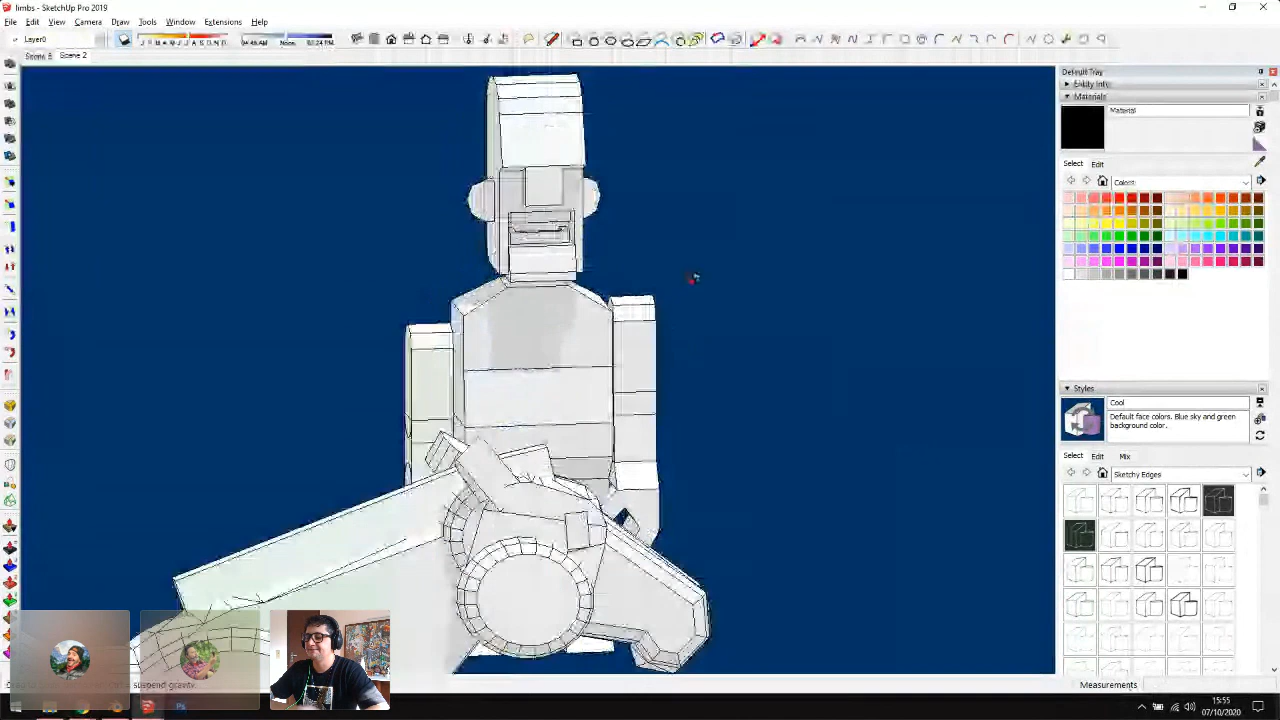 limbs - SketchUp Pro 2019
File Edit View Camera Draw Tools Window Extensions Help
Layer0
J F M A M J J A S O N D
Noon
Scene 2
Default Tray
Entity Info
Materials
Material
Select Edit
Colors
Styles
Cool
Default face colors. Blue sky and green
background color.
Select Edit Mix
Sketchy Edges
suspend gravity.
Measurements
15:55
07/10/2020